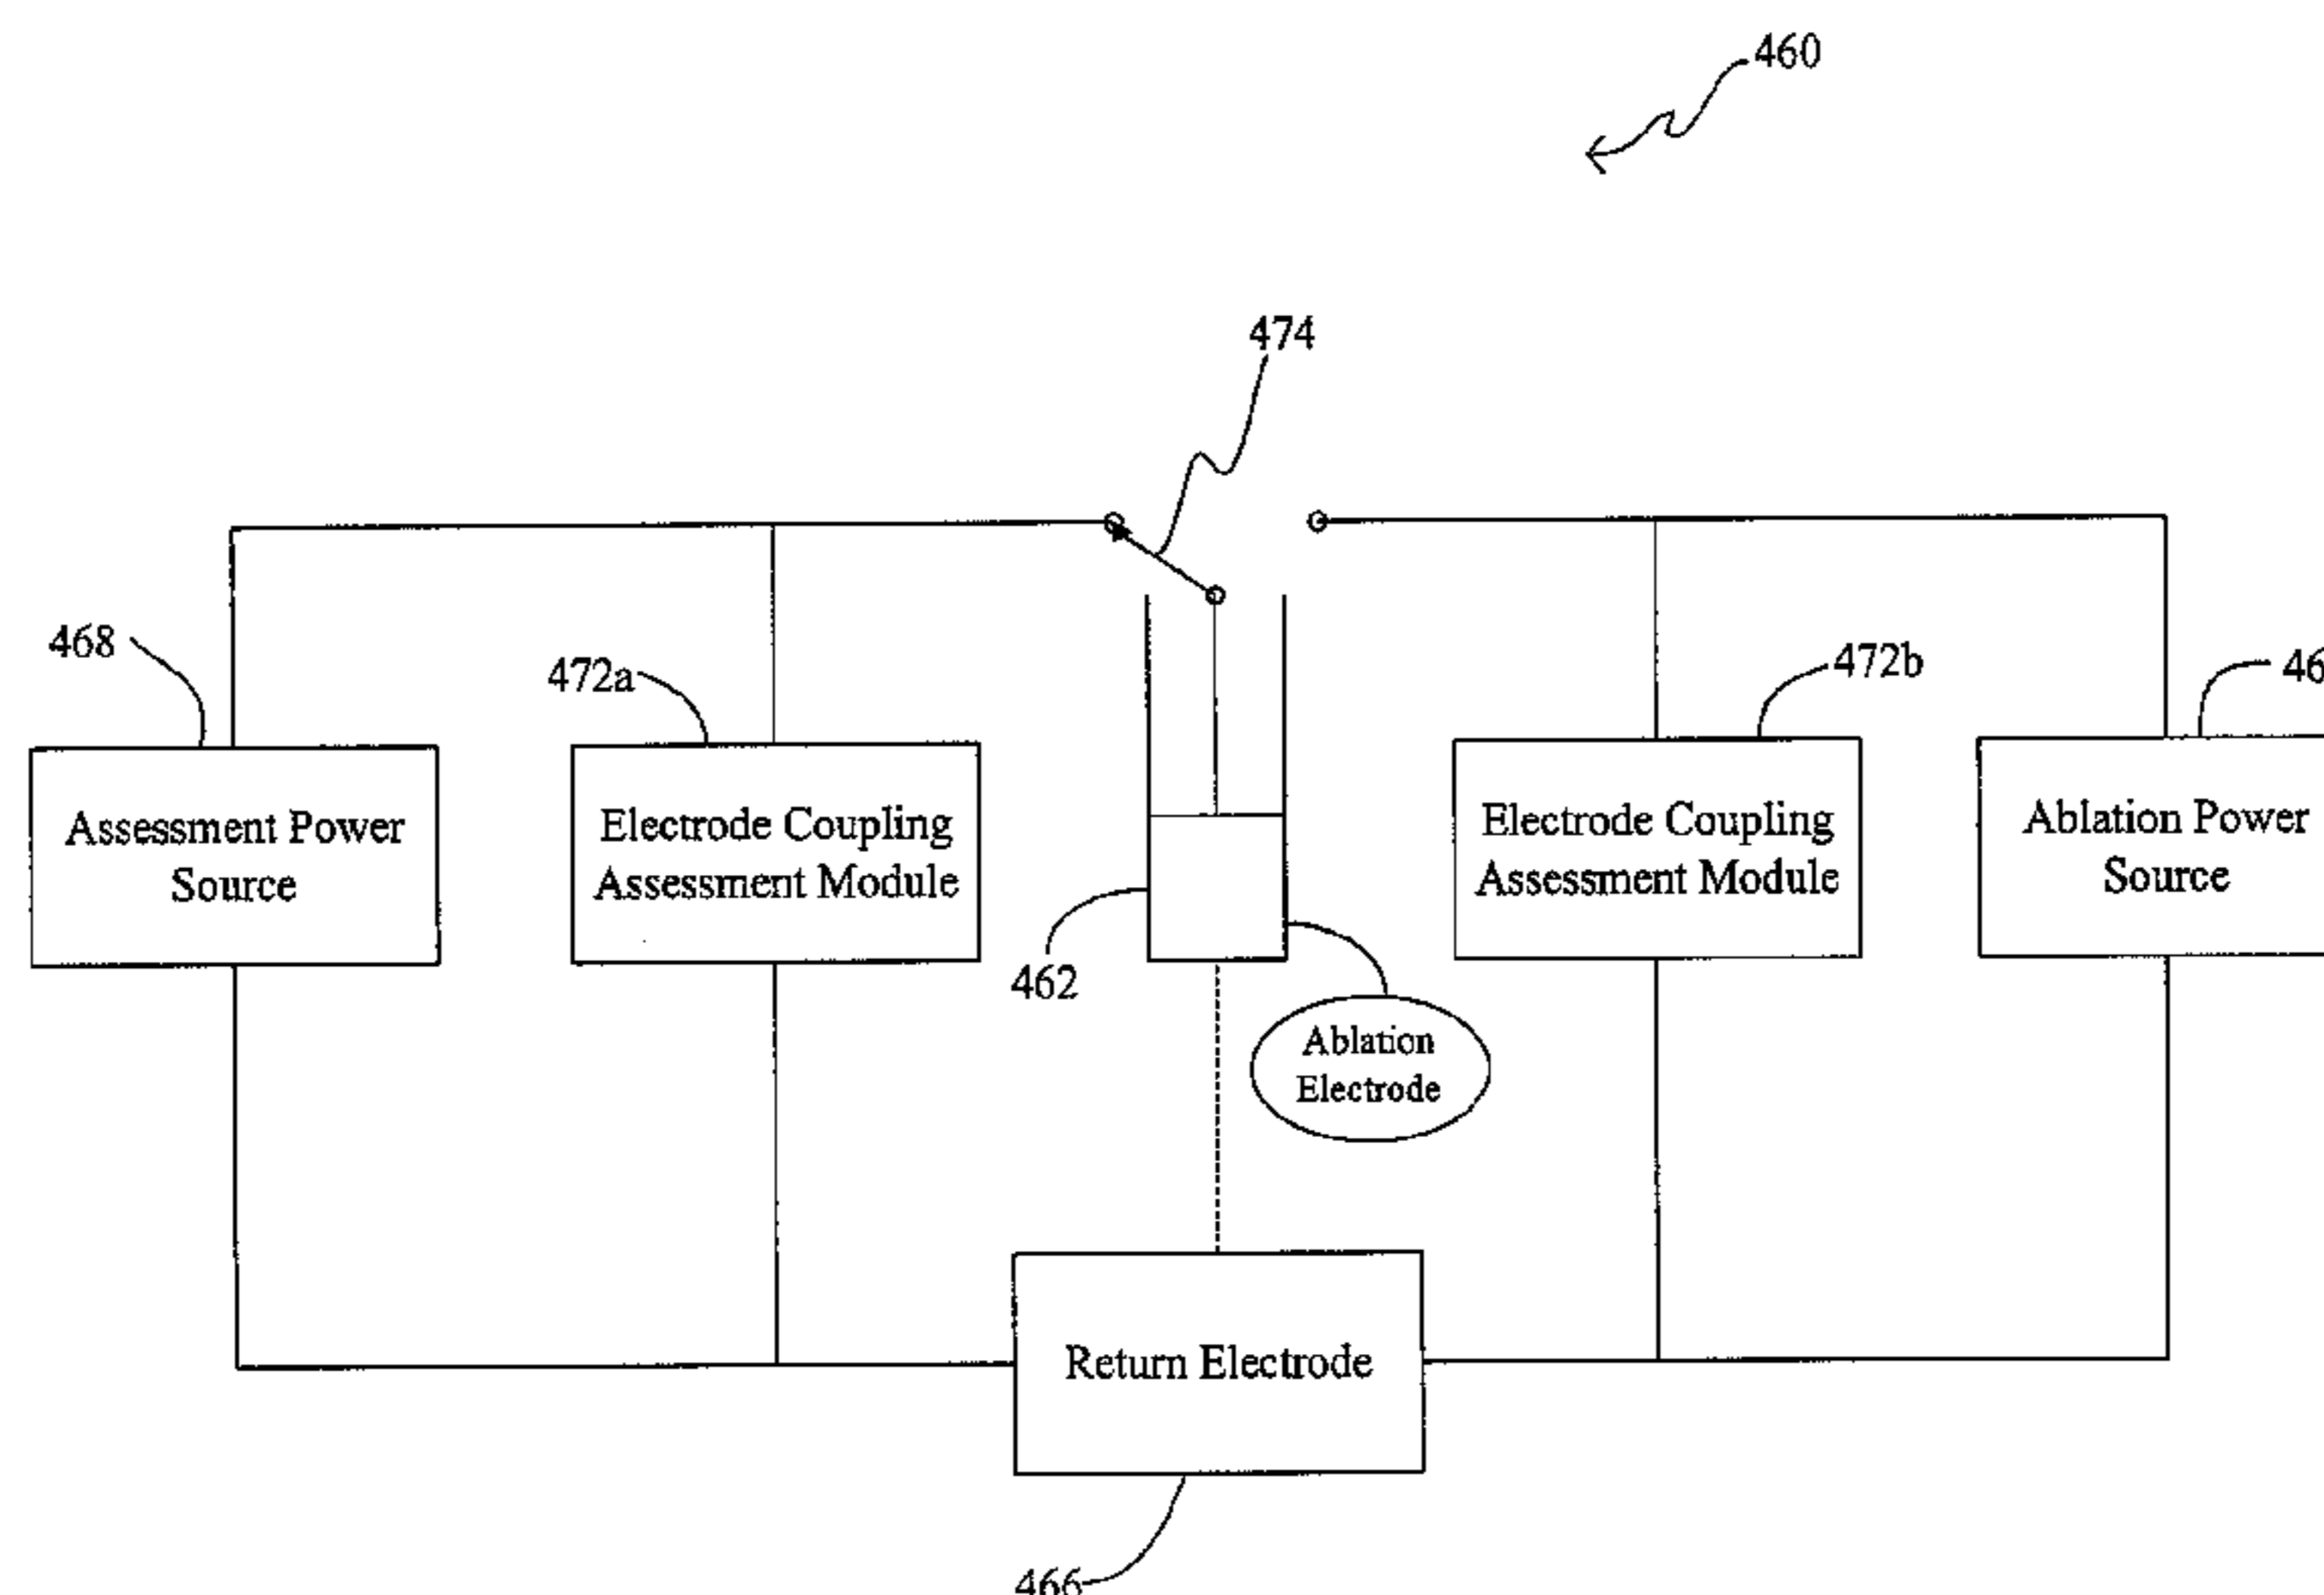 460
474
468
472a
472b
Assessment Power
Source
Electrode Coupling
Assessment Module
Electrode Coupling
Assessment Module
Ablation Power
Source
462
Ablation
Electrode
Return Electrode
466